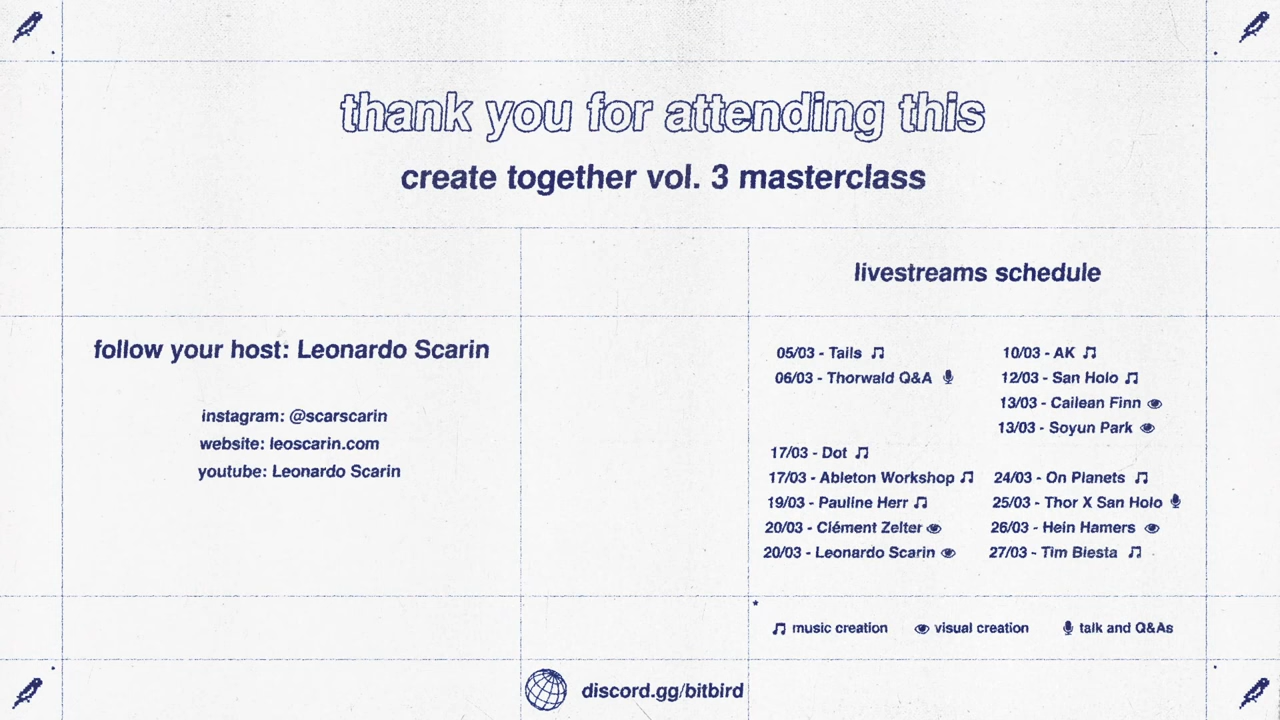 thank you for attending this
create together vol. 3 masterclass
follow your host: Leonardo Scarin
instagram: @scarscarin
website: leoscarin.com
youtube: Leonardo Scarin
livestreams schedule
05/03 - Tails
06/03 - Thorwald Q&A
17/03 - Dot
17/03 - Ableton Workshop
19/03 - Pauline Herr
20/03 - Clément Zelter
20/03 - Leonardo Scarin
10/03 - AK
12/03 - San Holo
13/03 - Cailean Finn
13/03 - Soyun Park
24/03 - On Planets
25/03 - Thor X San Holo
26/03 - Hein Hamers
27/03 - Tim Biesta
music creation
visual creation
talk and Q&As
discord.gg/bitbird